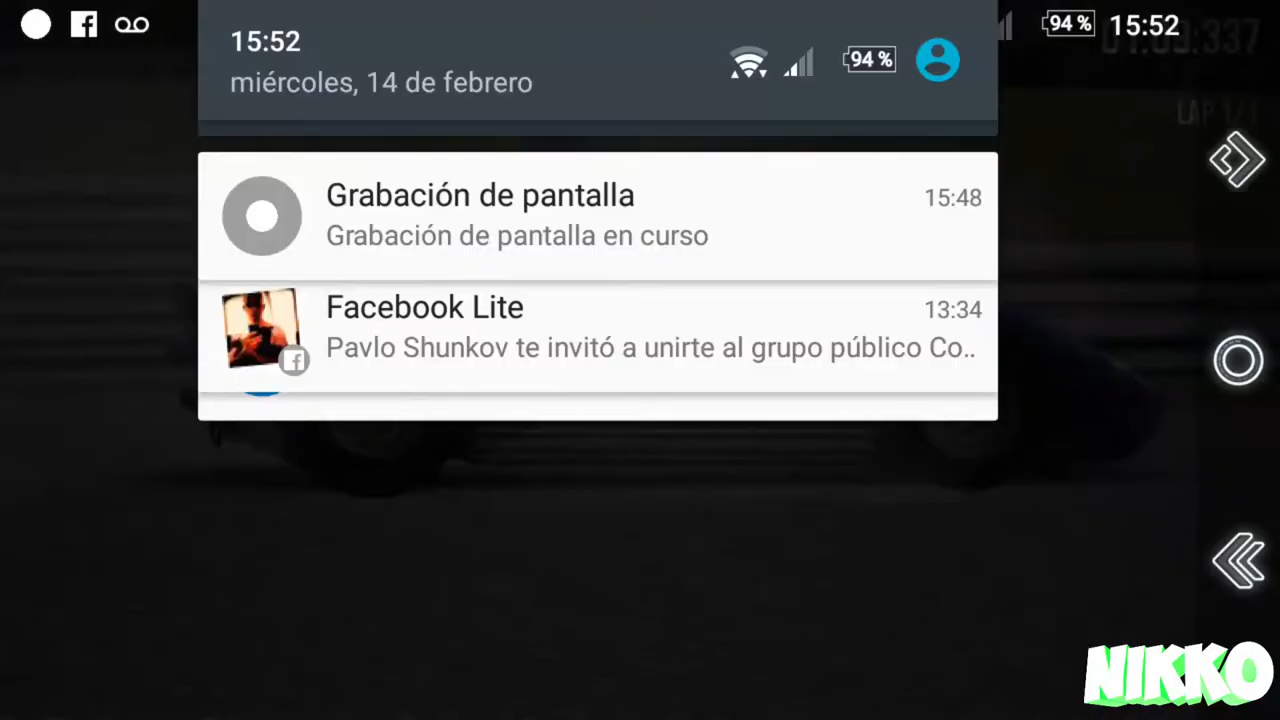 94 %
15:52
15:52
miércoles, 14 de febrero
94 %
Grabación de pantalla
15:48
Grabación de pantalla en curso
Facebook Lite
13:34
Pavlo Shunkov te invitó a unirte al grupo público Co..
NIKKO